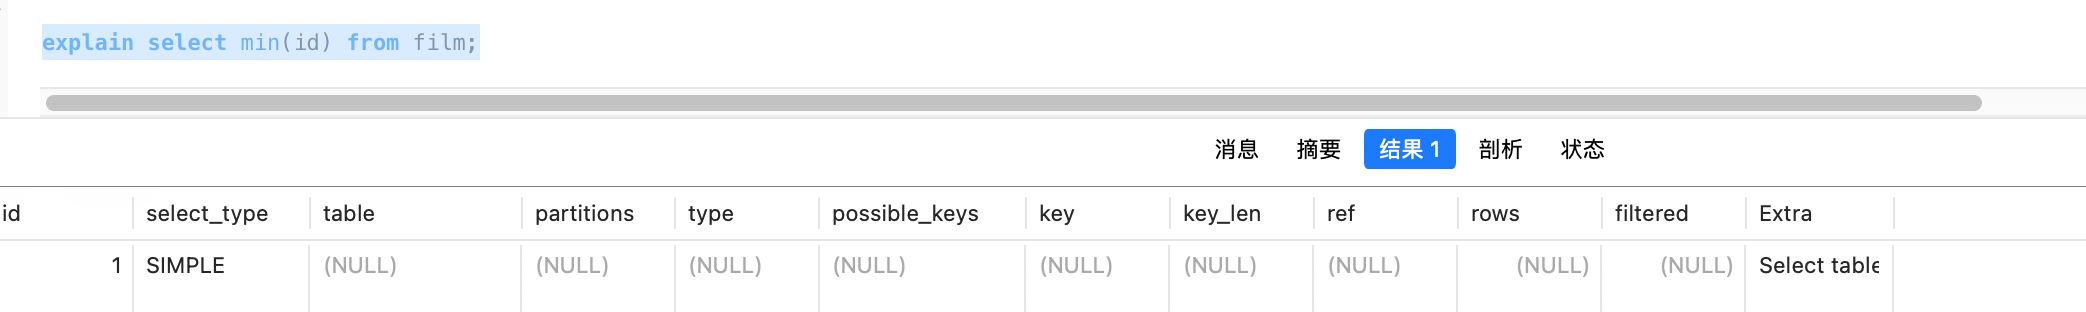 explain select min(id) from film;
消息 摘要 结果 1 剖析 状态
id select_type table partitions type possible_keys key key_len ref rows filtered Extra
1 SIMPLE (NULL) (NULL) (NULL) (NULL) (NULL) (NULL) (NULL) (NULL) (NULL) Select table